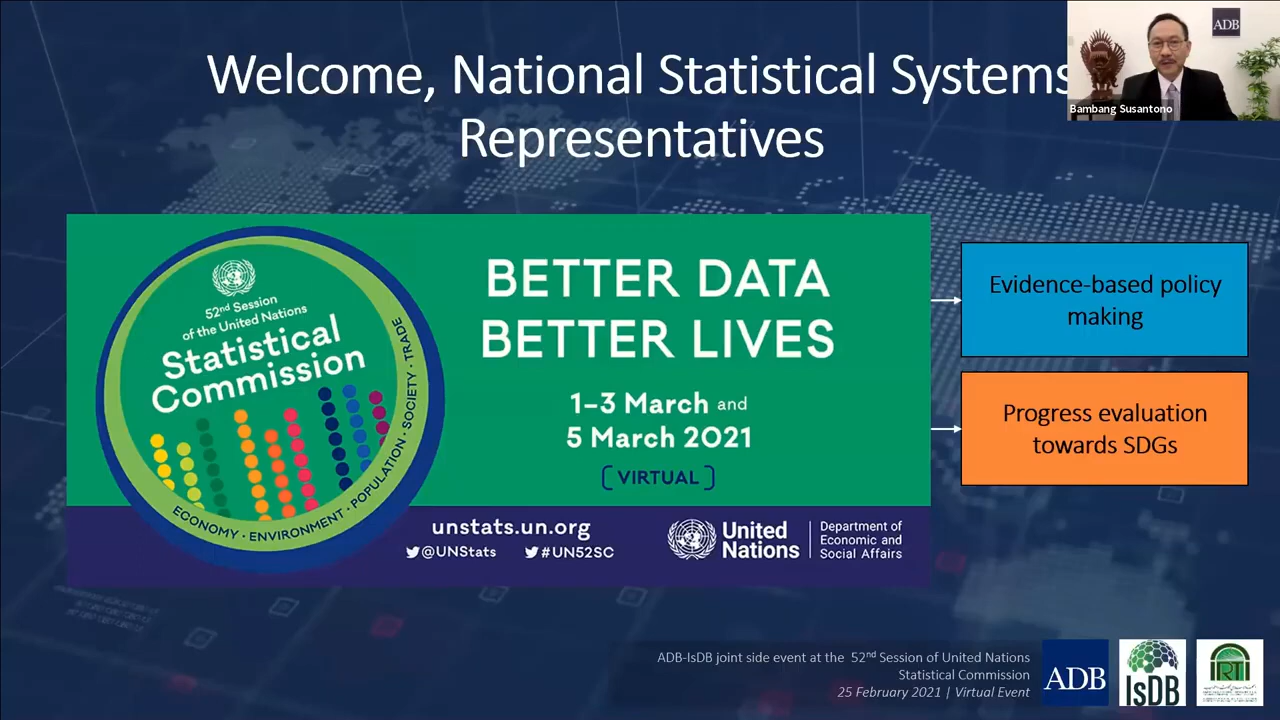 Welcome, National Statistical Systems
Representatives
ADB
Bambang Susantono
52nd Session
of the United Nations
Statistical
Commission
ECONOMY · ENVIRONMENT · POPULATION · SOCIETY · TRADE
BETTER DATA
BETTER LIVES
1–3 March and
5 March 2021
[VIRTUAL]
unstats.un.org
@UNStats #UN52SC
United
Nations
Department of
Economic and
Social Affairs
Evidence-based policy
making
Progress evaluation
towards SDGs
ADB-IsDB joint side event at the 52nd Session of United Nations
Statistical Commission
25 February 2021 | Virtual Event
ADB
IsDB
IRTI